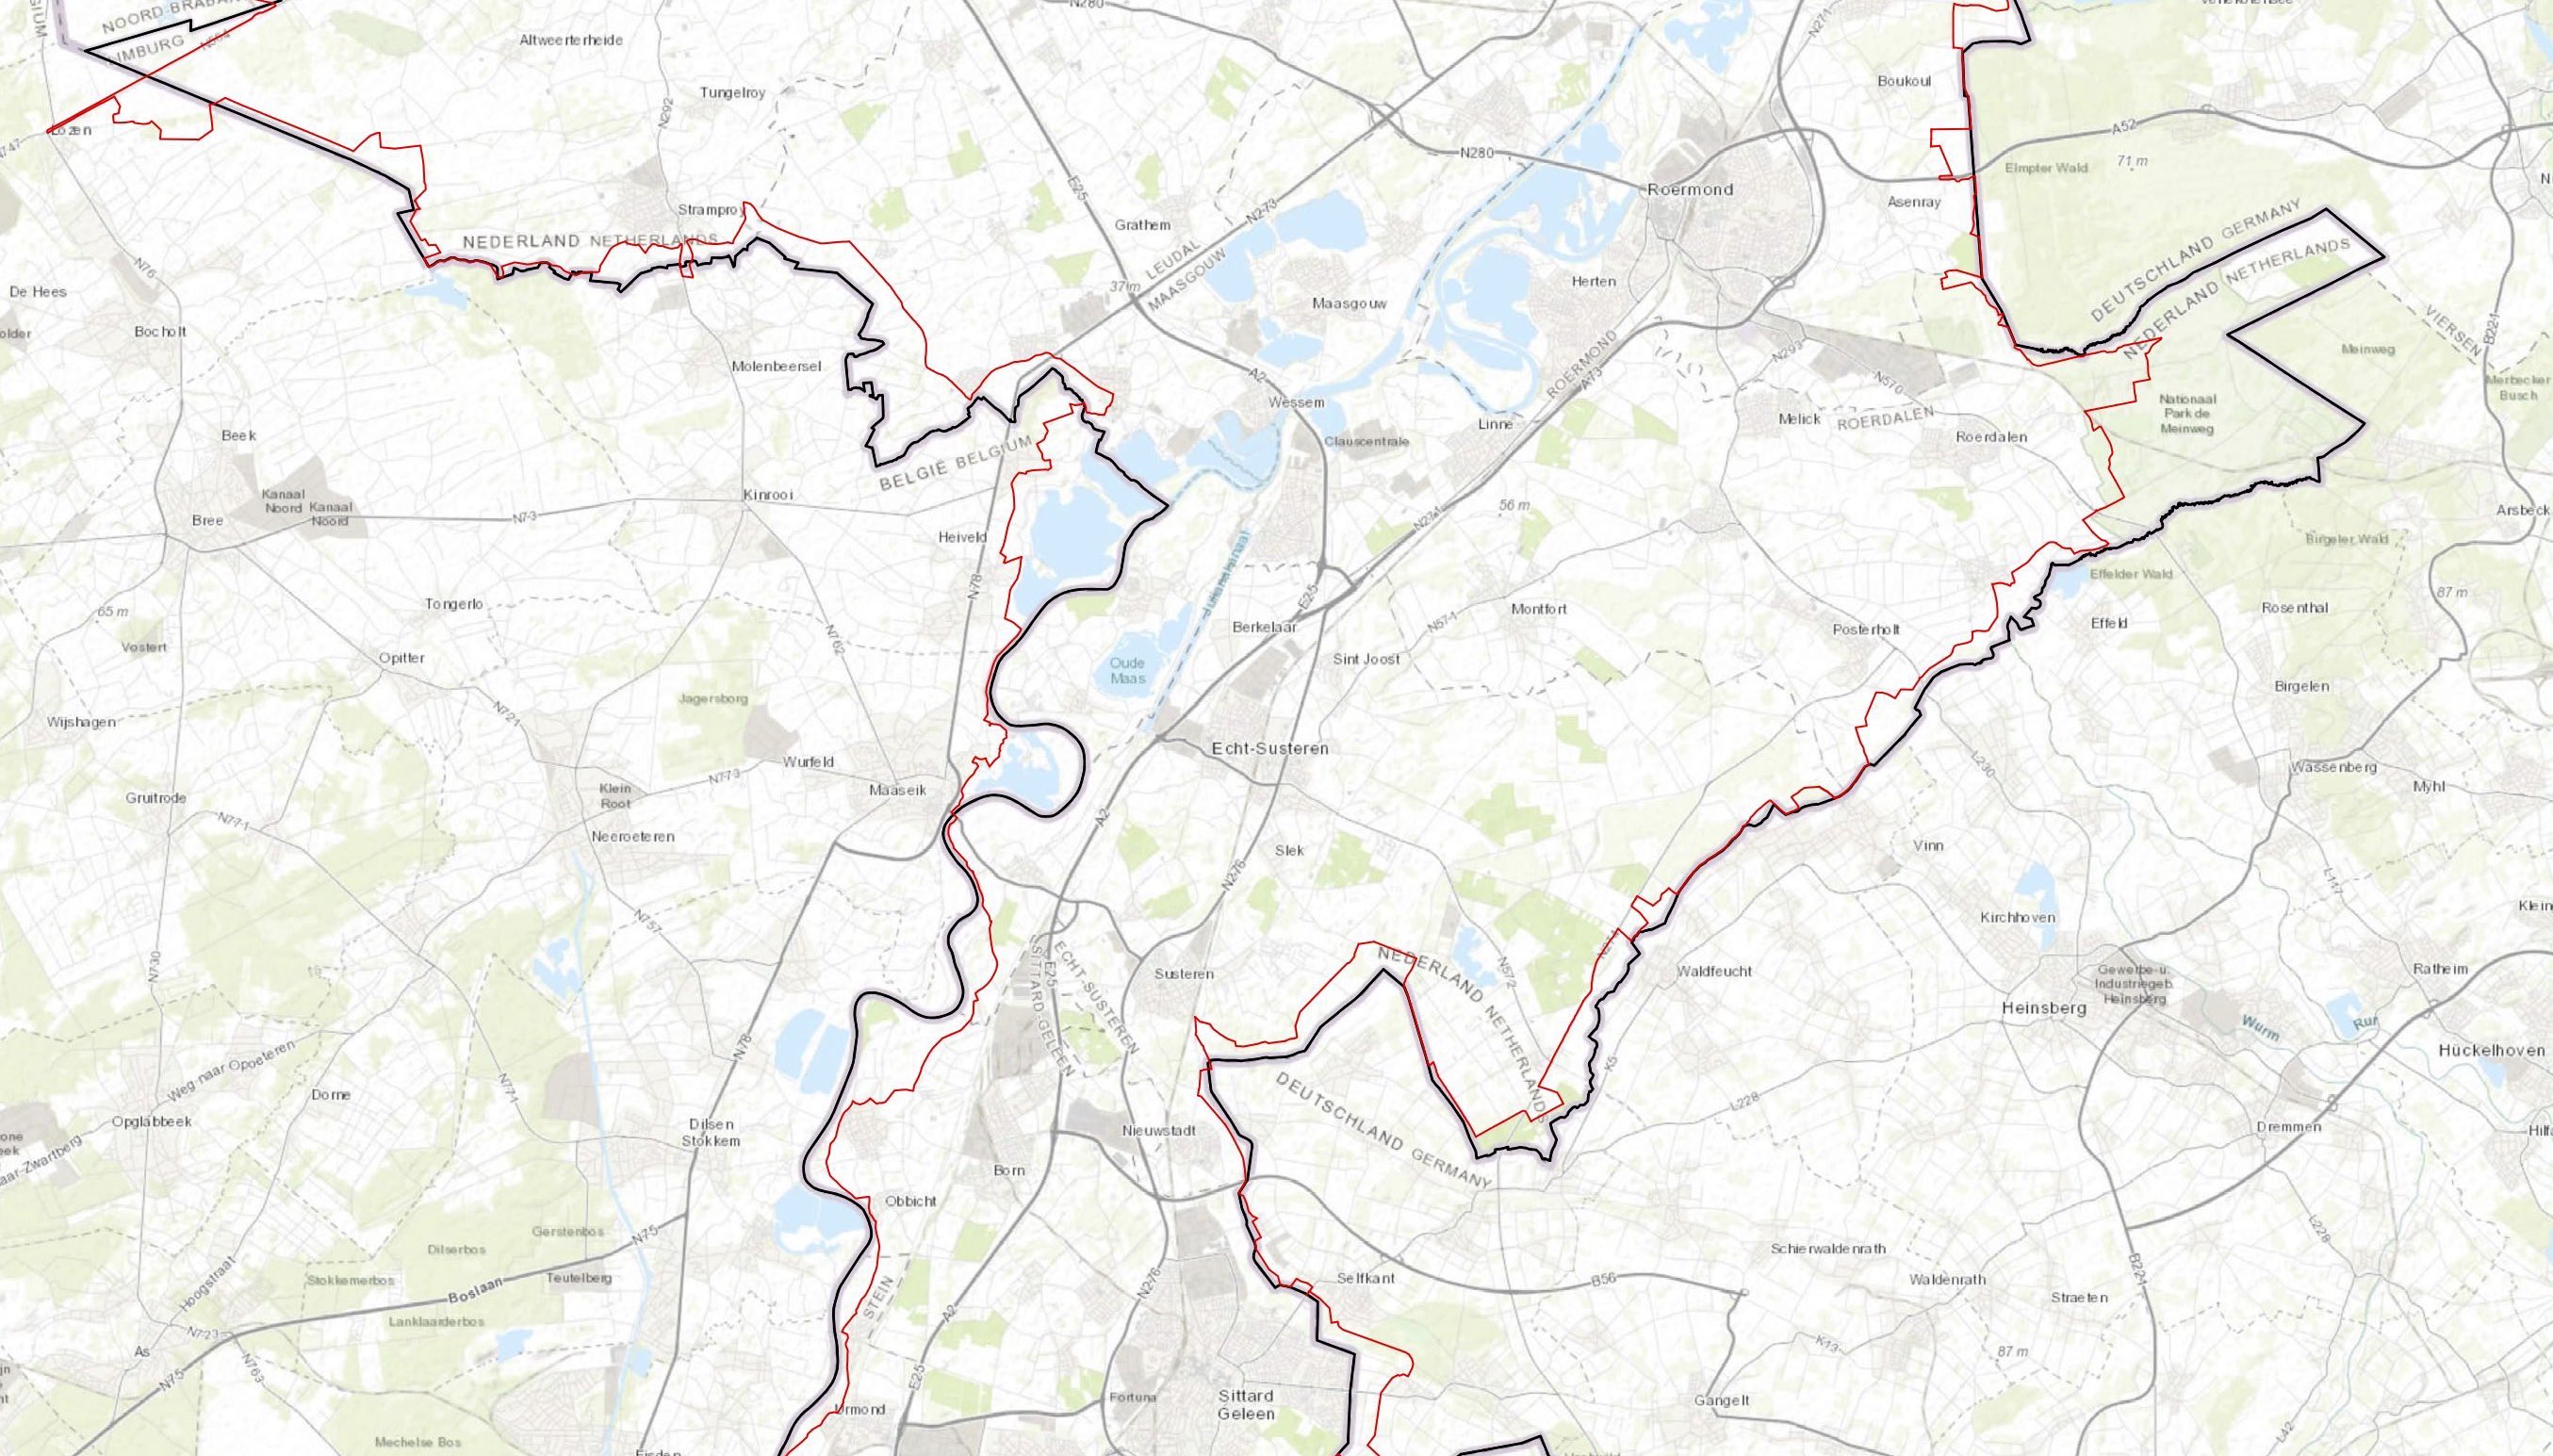 N280
NOORD-BRABAN
LIMBURG
Altweerterheide
Tungelroy
N292
Lozen
N747
Boukoul
N271
A52
71 m
Elmpter Wald
N280
Roermond
Asenray
E25
Stramproy
NEDERLAND NETHERLANDS
Grathem
N273
LEUDAL
MAASGOUW
37 m
DEUTSCHLAND GERMANY
NEDERLAND NETHERLANDS
VIERSEN
B221
N76
De Hees
Bocholt
Herten
Maasgouw
ROERMOND
A73
Molenbeersel
A2
Wessem
N293
N570
Meinweg
Merbecker
Busch
Nationaal
Park de
Meinweg
Linne
Melick
ROERDALEN
Roerdalen
Clauscentrale
Beek
BELGIË BELGIUM
Kinrooi
Kanaal
Noord
Kanaal
Noord
Bree
N73
56 m
N271
Arsbeck
Heiveld
Birgeler Wald
Julianakanaal
Effelder Wald
N78
87 m
65 m
Tongerlo
Montfort
Rosenthal
E25
N571
Effeld
Berkelaar
Posterholt
N762
Vostert
Opitter
Sint Joost
Oude
Maas
Birgelen
Jagersborg
N721
Wijshagen
Echt-Susteren
Wurfeld
L230
Wassenberg
Myhl
N773
Klein
Root
Maaseik
Gruitrode
N771
Neeroeteren
A2
Vinn
Slek
N276
L117
N757
Kirchhoven
Klein
ECHT-SUSTEREN
SITTARD-GELEEN
E25
N730
Susteren
NEDERLAND NETHERLANDS
N572
N274
Waldfeucht
Gewerbe-u.
Industriegeb.
Heinsberg
Ratheim
Heinsberg
Wurm
Rur
Hückelhoven
N78
K5
Weg naar Opoeteren
N771
Dorne
DEUTSCHLAND GERMANY
L228
Opglabbeek
Dilsen
Stokkem
Nieuwstadt
Dremmen
Born
Obbicht
Gerstenbos
N75
Dilserbos
L228
Schierwaldenrath
Stokkemerbos
Boslaan
Teutelberg
Hoogstraat
Selfkant
B56
Waldenrath
B221
N276
STEIN
Straeten
A2
Lanklaarderbos
N723
As
K13
87 m
N763
N75
E25
Fortuna
Sittard
Geleen
Gangelt
Urmond
Mechelse Bos
L42
Eisden